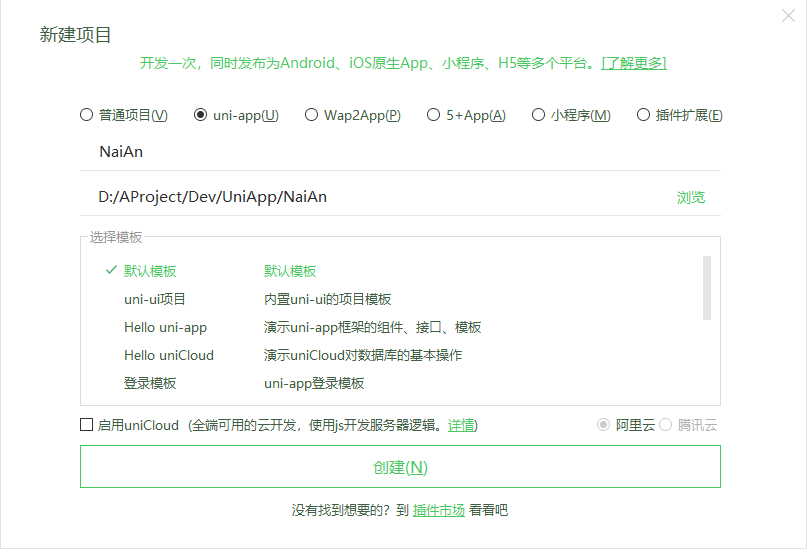 新建项目
开发一次，同时发布为Android、iOS原生App、小程序、H5等多个平台。[了解更多]
普通项目(V) uni-app(U) Wap2App(P) 5+App(A) 小程序(M) 插件扩展(E)
NaiAn
D:/AProject/Dev/UniApp/NaiAn 浏览
选择模板
默认模板 默认模板
uni-ui项目 内置uni-ui的项目模板
Hello uni-app 演示uni-app框架的组件、接口、模板
Hello uniCloud 演示uniCloud对数据库的基本操作
登录模板 uni-app登录模板
启用uniCloud (全端可用的云开发，使用js开发服务器逻辑。详情) 阿里云 腾讯云
创建(N)
没有找到想要的？到 插件市场 看看吧